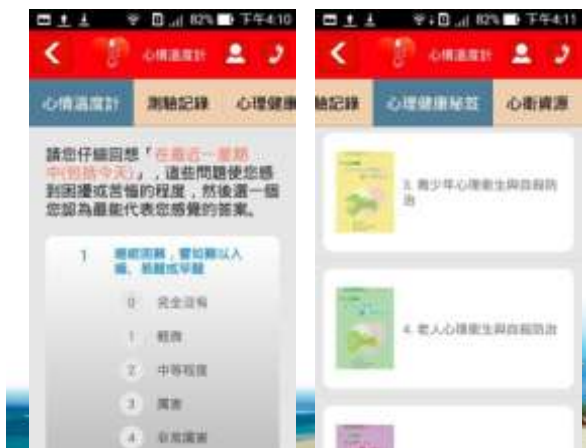 82% 下午4:10
心情溫度計
心情溫度計 測驗記錄 心理健康
請您仔細回想「在最近一星期
中(包括今天)」，這些問題使您感
到困擾或苦惱的程度，然後選一個
您認為最能代表您感覺的答案。
1 睡眠困難，譬如難以入
眠、易醒或早醒
0 完全沒有
1 輕微
2 中等程度
3 厲害
4 非常厲害
82% 下午4:11
心情溫度計
驗記錄 心理健康秘笈 心衛資源
3. 青少年心理衛生與自殺防
治
4. 老人心理衛生與自殺防治